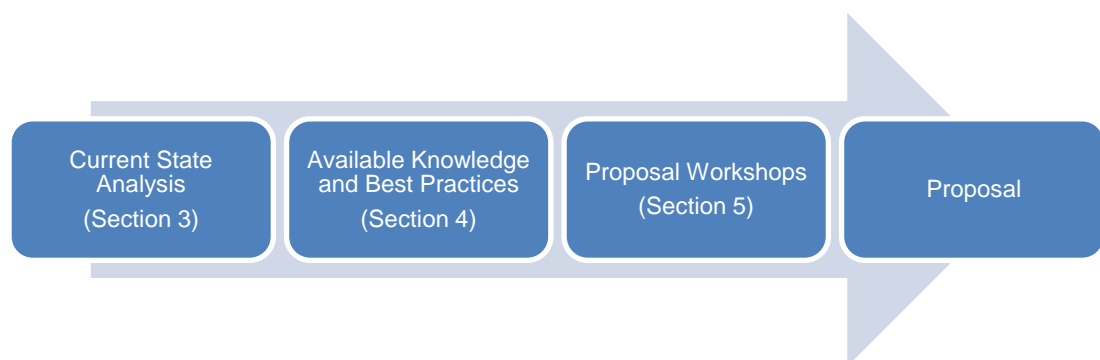 Current State
Analysis
(Section 3)
Available Knowledge
and Best Practices
(Section 4)
Proposal Workshops
(Section 5)
Proposal